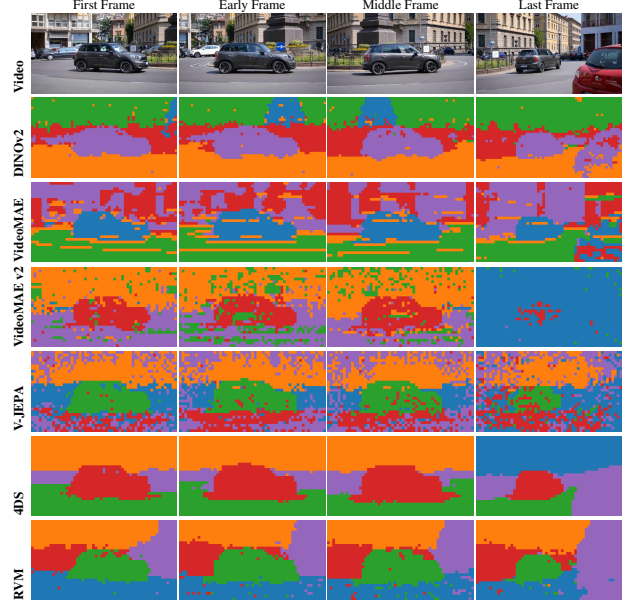 First Frame Early Frame Middle Frame Last Frame
Video
DINOv2
VideoMAE
VideoMAE v2
V-JEPA
4DS
RVM